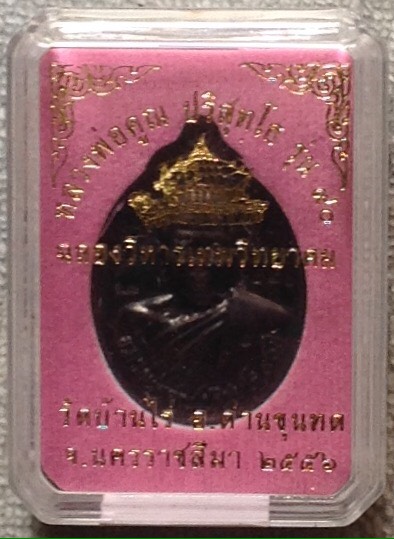 หลวงพ่อคูณ ปริสุทฺโธ รุ่น ๙๐
ฉลองวิหารเทพวิทยาคม
วัดบ้านไร่ อ.ด่านขุนทด
จ.นครราชสีมา ๒๕๕๖